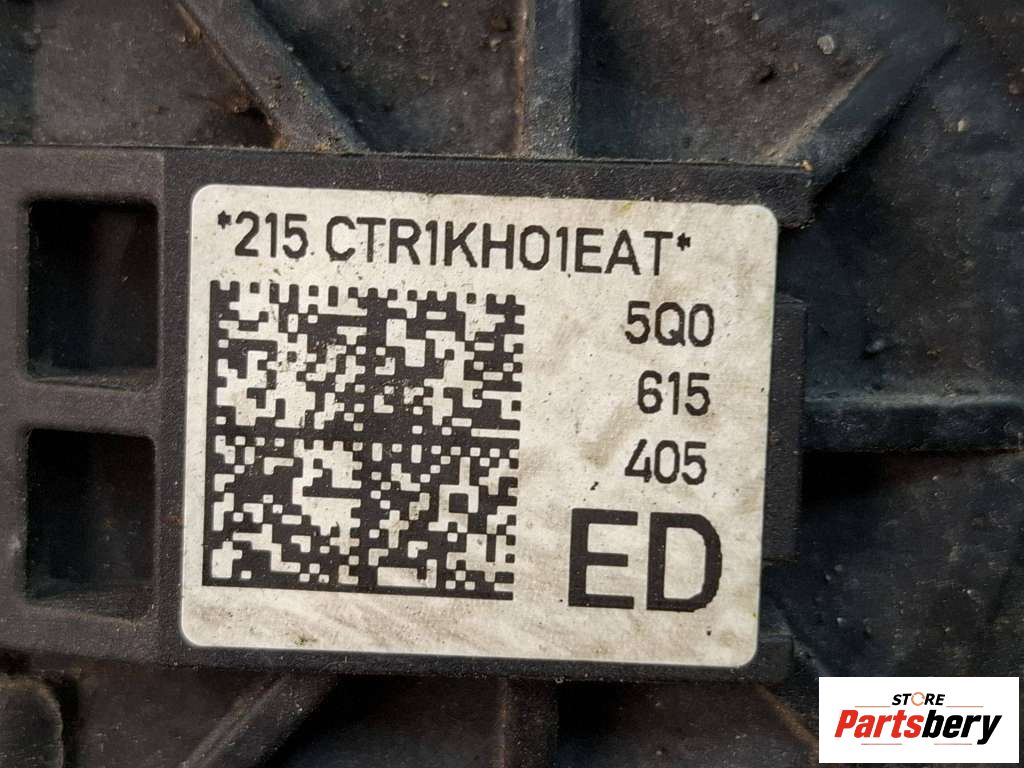 *215 CTR1KH01EAT*
5Q0
615
405
ED
STORE
Partsbery